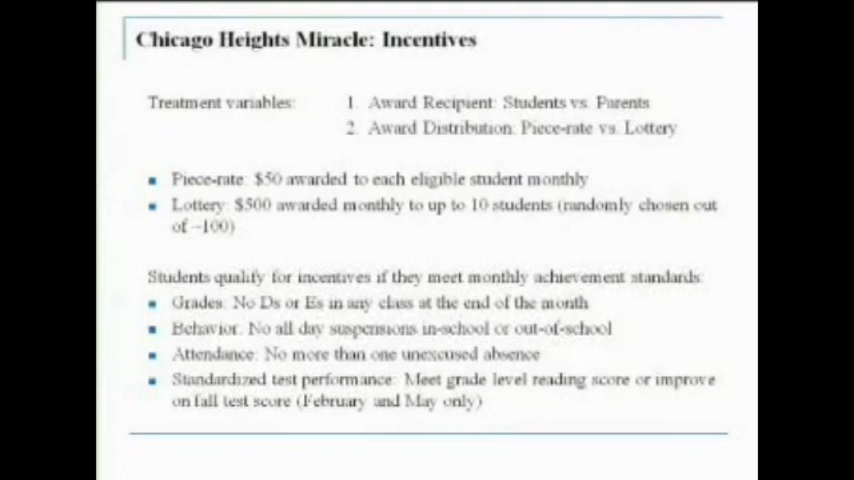 Chicago Heights Miracle: Incentives
Treatment variables: 1. Award Recipient: Students vs. Parents
2. Award Distribution: Piece-rate vs. Lottery
Piece-rate: $50 awarded to each eligible student monthly
Lottery: $500 awarded monthly to up to 10 students (randomly chosen out
of ~100)
Students qualify for incentives if they meet monthly achievement standards:
Grades: No Ds or Es in any class at the end of the month
Behavior: No all day suspensions in-school or out-of-school
Attendance: No more than one unexcused absence
Standardized test performance: Meet grade level reading score or improve
on fall test score (February and May only)